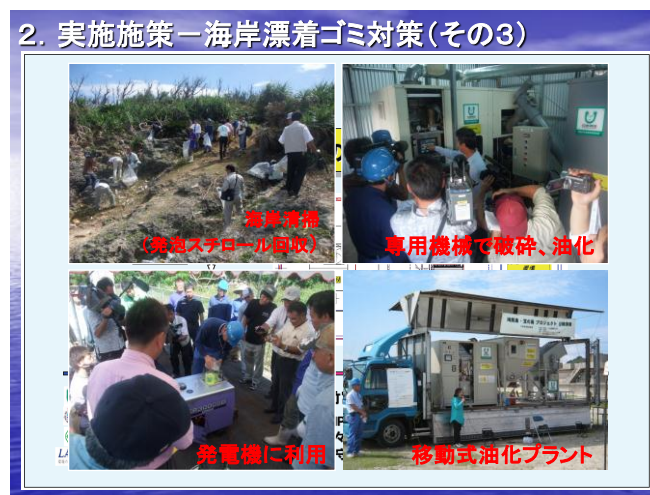 ２．実施施策－海岸漂着ゴミ対策（その３）
海岸清掃
（発泡スチロール回収）
専用機械で破砕、油化
発電機に利用
移動式油化プラント